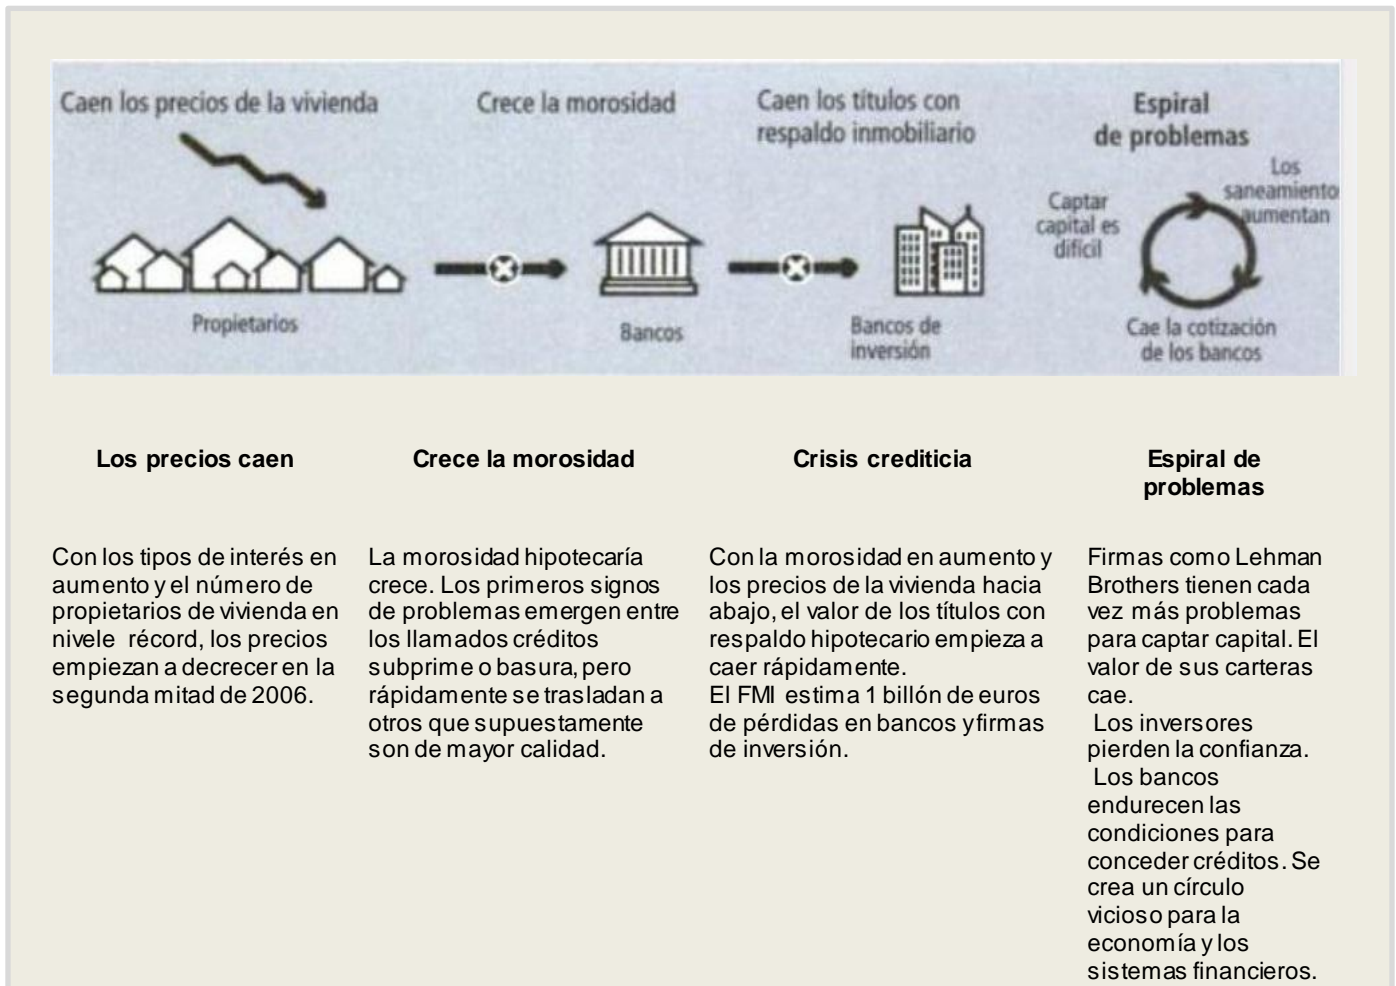 Caen los precios de la vivienda
Propietarios
Crece la morosidad
Bancos
Caen los títulos con
respaldo inmobiliario
Bancos de
inversión
Espiral
de problemas
Los
saneamiento
aumentan
Captar
capital es
difícil
Cae la cotización
de los bancos
Los precios caen
Con los tipos de interés en
aumento y el número de
propietarios de vivienda en
nivele récord, los precios
empiezan a decrecer en la
segunda mitad de 2006.
Crece la morosidad
La morosidad hipotecaría
crece. Los primeros signos
de problemas emergen entre
los llamados créditos
subprime o basura, pero
rápidamente se trasladan a
otros que supuestamente
son de mayor calidad.
Crisis crediticia
Con la morosidad en aumento y
los precios de la vivienda hacia
abajo, el valor de los títulos con
respaldo hipotecario empieza a
caer rápidamente.
El FMI estima 1 billón de euros
de pérdidas en bancos y firmas
de inversión.
Espiral de
problemas
Firmas como Lehman
Brothers tienen cada
vez más problemas
para captar capital. El
valor de sus carteras
cae.
Los inversores
pierden la confianza.
Los bancos
endurecen las
condiciones para
conceder créditos. Se
crea un círculo
vicioso para la
economía y los
sistemas financieros.